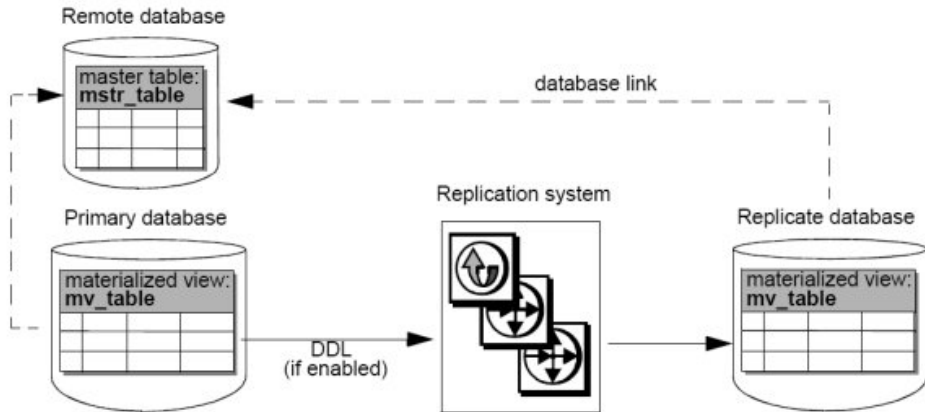 Remote database
master table:
mstr_table
database link
Replication system
Primary database
Replicate database
materialized view:
mv_table
materialized view:
mv_table
DDL
(if enabled)